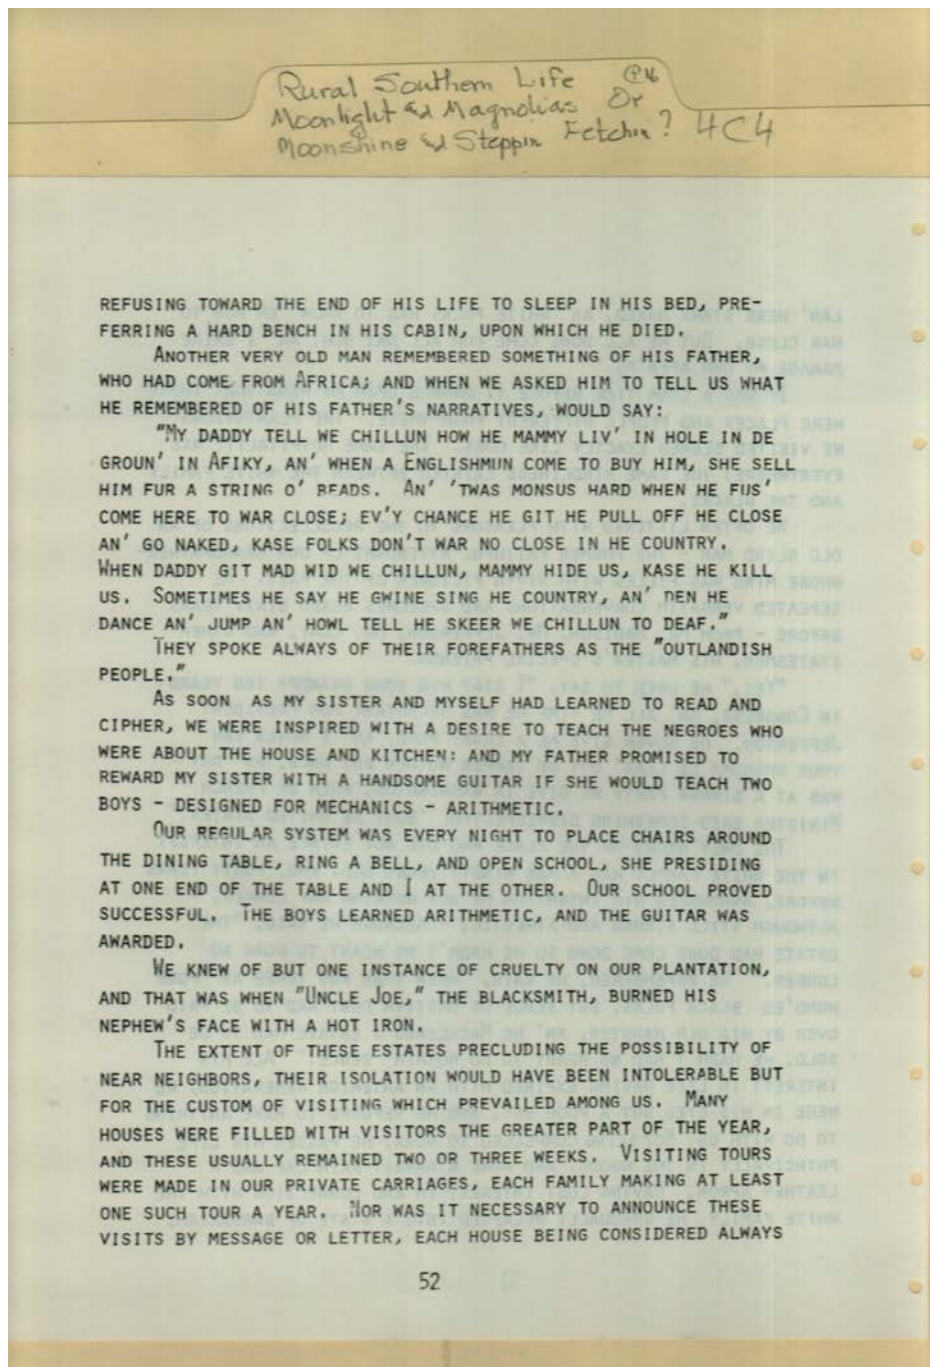 Rural Southern Life
Moonlight and Magnolias Or
Moonshine and Steppin Fetchin? 4C4
REFUSING TOWARD THE END OF HIS LIFE TO SLEEP IN HIS BED, PRE-
FERRING A HARD BENCH IN HIS CABIN, UPON WHICH HE DIED.
ANOTHER VERY OLD MAN REMEMBERED SOMETHING OF HIS FATHER,
WHO HAD COME FROM AFRICA; AND WHEN WE ASKED HIM TO TELL US WHAT
HE REMEMBERED OF HIS FATHER'S NARRATIVES, WOULD SAY:
"MY DADDY TELL WE CHILLUN HOW HE MAMMY LIV' IN HOLE IN DE
GROUN' IN AFIKY, AN' WHEN A ENGLISHMUN COME TO BUY HIM, SHE SELL
HIM FUR A STRING O' BEADS. AN' 'TWAS MONSUS HARD WHEN HE FUS'
COME HERE TO WAR CLOSE; EV'Y CHANCE HE GIT HE PULL OFF HE CLOSE
AN' GO NAKED, KASE FOLKS DON'T WAR NO CLOSE IN HE COUNTRY.
WHEN DADDY GIT MAD WID WE CHILLUN, MAMMY HIDE US, KASE HE KILL
US. SOMETIMES HE SAY HE GWINE SING HE COUNTRY, AN' DEN HE
DANCE AN' JUMP AN' HOWL TELL HE SKEER WE CHILLUN TO DEAF."
THEY SPOKE ALWAYS OF THEIR FOREFATHERS AS THE "OUTLANDISH
PEOPLE."
AS SOON AS MY SISTER AND MYSELF HAD LEARNED TO READ AND
CIPHER, WE WERE INSPIRED WITH A DESIRE TO TEACH THE NEGROES WHO
WERE ABOUT THE HOUSE AND KITCHEN: AND MY FATHER PROMISED TO
REWARD MY SISTER WITH A HANDSOME GUITAR IF SHE WOULD TEACH TWO
BOYS - DESIGNED FOR MECHANICS - ARITHMETIC.
OUR REGULAR SYSTEM WAS EVERY NIGHT TO PLACE CHAIRS AROUND
THE DINING TABLE, RING A BELL, AND OPEN SCHOOL, SHE PRESIDING
AT ONE END OF THE TABLE AND I AT THE OTHER. OUR SCHOOL PROVED
SUCCESSFUL. THE BOYS LEARNED ARITHMETIC, AND THE GUITAR WAS
AWARDED.
WE KNEW OF BUT ONE INSTANCE OF CRUELTY ON OUR PLANTATION,
AND THAT WAS WHEN "UNCLE JOE," THE BLACKSMITH, BURNED HIS
NEPHEW'S FACE WITH A HOT IRON.
THE EXTENT OF THESE ESTATES PRECLUDING THE POSSIBILITY OF
NEAR NEIGHBORS, THEIR ISOLATION WOULD HAVE BEEN INTOLERABLE BUT
FOR THE CUSTOM OF VISITING WHICH PREVAILED AMONG US. MANY
HOUSES WERE FILLED WITH VISITORS THE GREATER PART OF THE YEAR,
AND THESE USUALLY REMAINED TWO OR THREE WEEKS. VISITING TOURS
WERE MADE IN OUR PRIVATE CARRIAGES, EACH FAMILY MAKING AT LEAST
ONE SUCH TOUR A YEAR. NOR WAS IT NECESSARY TO ANNOUNCE THESE
VISITS BY MESSAGE OR LETTER, EACH HOUSE BEING CONSIDERED ALWAYS
52